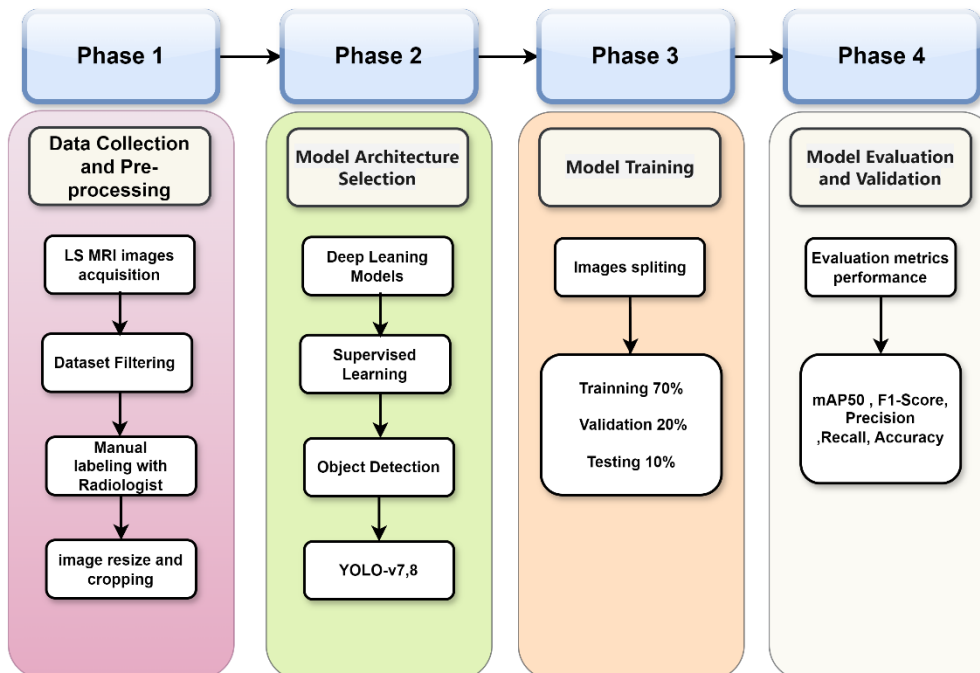 Phase 1
Phase 2
Phase 3
Phase 4
Data Collection
and Pre-
processing
LS MRI images
acquisition
Dataset Filtering
Manual
labeling with
Radiologist
image resize and
cropping
Model Architecture
Selection
Deep Leaning
Models
Supervised
Learning
Object Detection
YOLO-v7,8
Model Training
Images spliting
Trainning 70%
Validation 20%
Testing 10%
Model Evaluation
and Validation
Evaluation metrics
performance
mAP50 , F1-Score,
Precision
,Recall, Accuracy